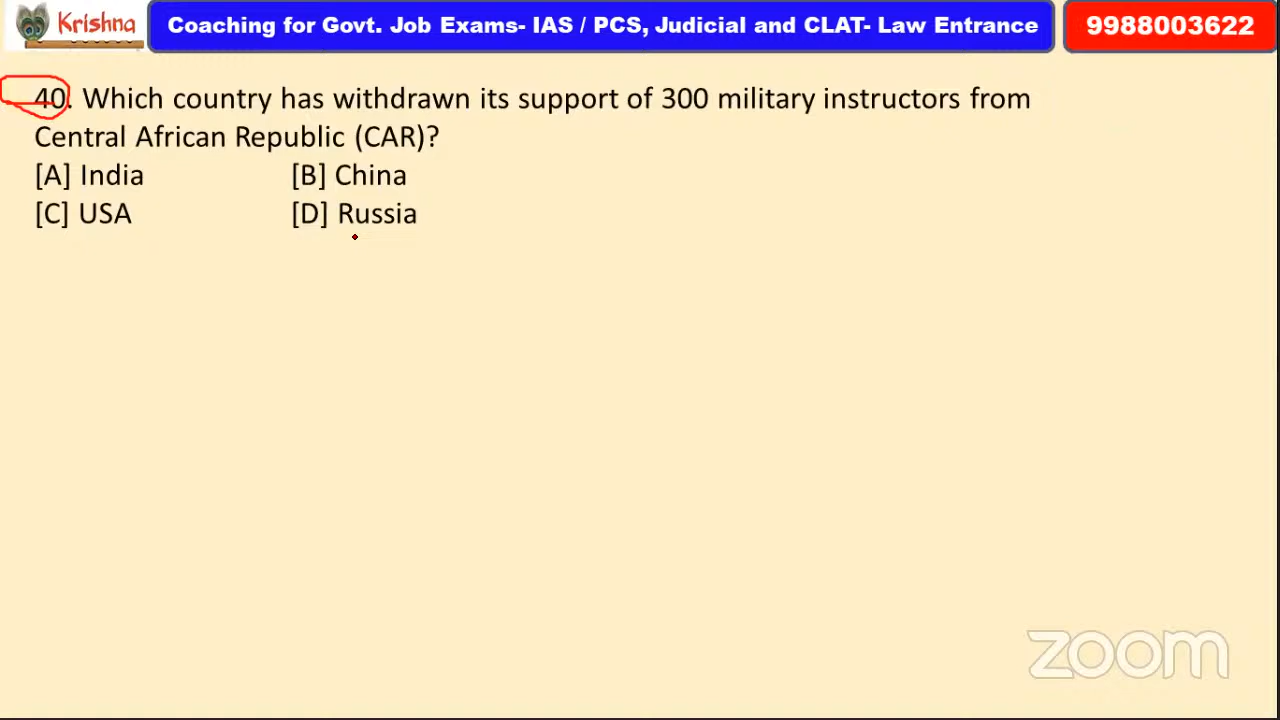 Krishna
Coaching for Govt. Job Exams- IAS / PCS, Judicial and CLAT- Law Entrance
9988003622
40. Which country has withdrawn its support of 300 military instructors from
Central African Republic (CAR)?
[A] India [B] China
[C] USA [D] Russia
zoom